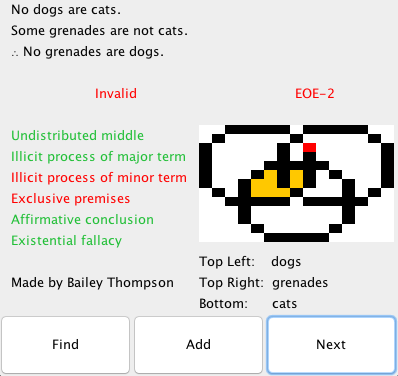 No dogs are cats.
Some grenades are not cats.
∴ No grenades are dogs.
Invalid
EOE-2
Undistributed middle
Illicit process of major term
Illicit process of minor term
Exclusive premises
Affirmative conclusion
Existential fallacy
Top Left: dogs
Top Right: grenades
Bottom: cats
Made by Bailey Thompson
Find
Add
Next